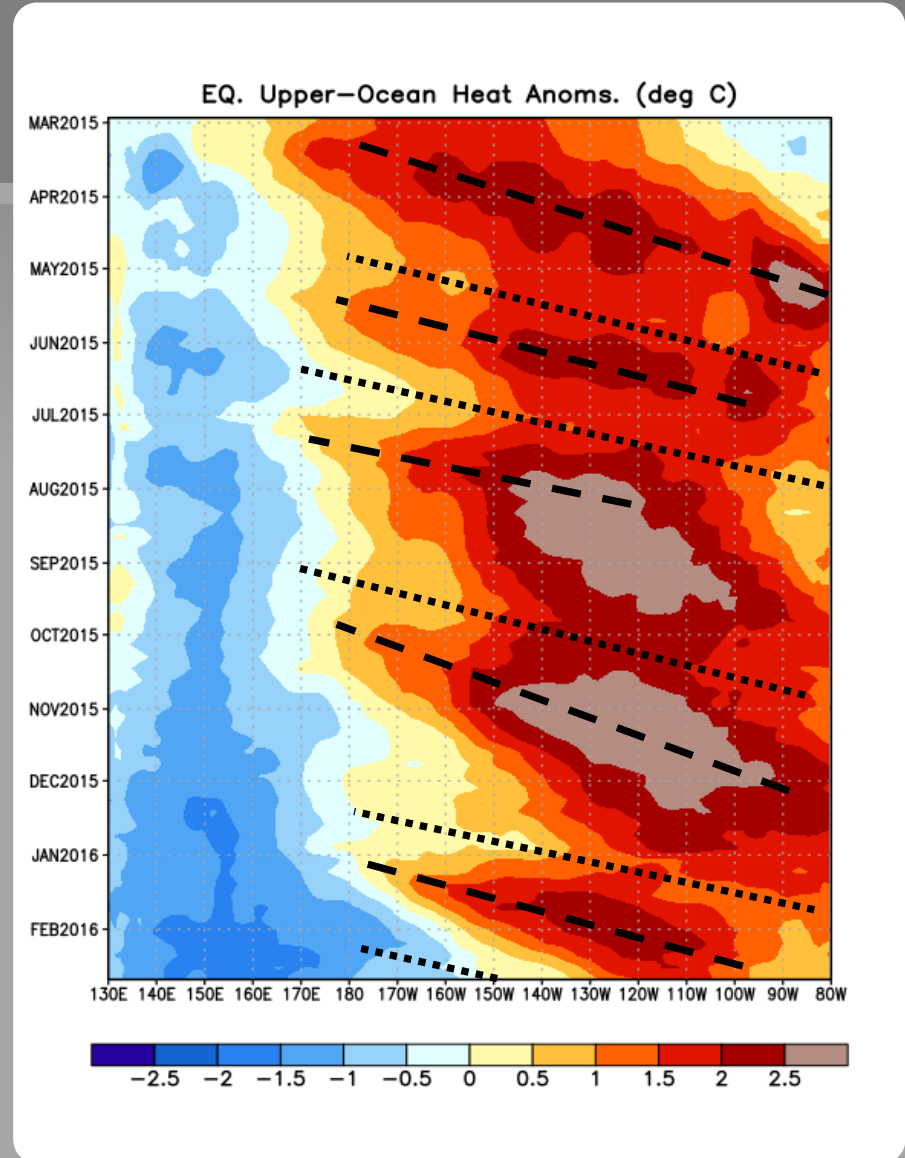 EQ. Upper-Ocean Heat Anoms. (deg C)
MAR2015
APR2015
MAY2015
JUN2015
JUL2015
AUG2015
SEP2015
OCT2015
NOV2015
DEC2015
JAN2016
FEB2016
130E 140E 150E 160E 170E 180 170W 160W 150W 140W 130W 120W 110W 100W 90W 80W
-2.5 -2 -1.5 -1 -0.5 0 0.5 1 1.5 2 2.5